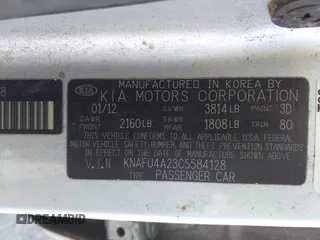 8
MANUFACTURED IN KOREA BY
KIA KIA MOTORS CORPORATION
01/12 GVWR 3814LB PAINT 3D
GAWR FRONT 2160LB GAWR REAR 1808LB TRIM 80
THIS VEHICLE CONFORMS TO ALL APPLICABLE
U.S. FEDERAL MOTOR VEHICLE
SAFETY, BUMPER, AND THEFT
PREVENTION STANDARDS IN EFFECT ON
THE DATE OF MANUFACTURE SHOWN ABOVE.
V.I.N KNAFU4A23C5584128
TYPE: PASSENGER CAR